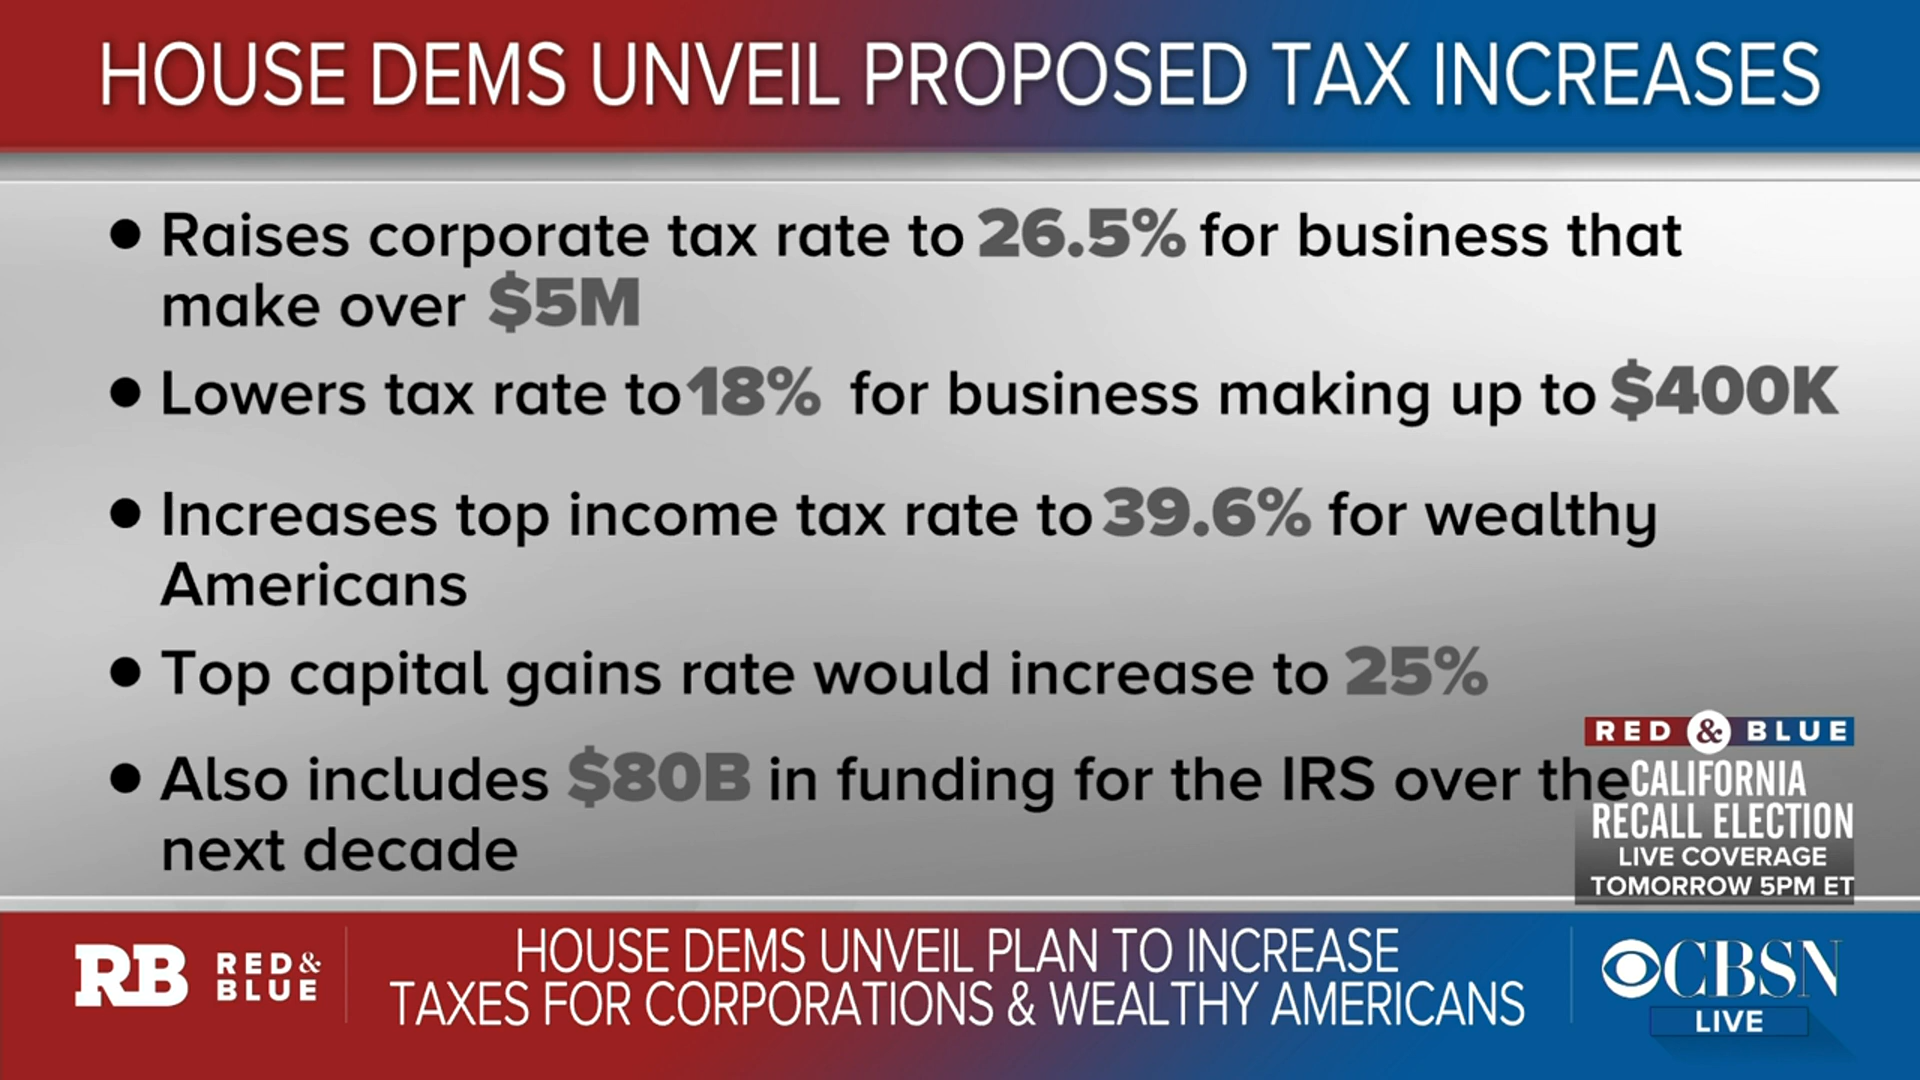 HOUSE DEMS UNVEIL PROPOSED TAX INCREASES
• Raises corporate tax rate to 26.5% for business that
make over $5M
• Lowers tax rate to 18% for business making up to $400K
• Increases top income tax rate to 39.6% for wealthy
Americans
• Top capital gains rate would increase to 25%
• Also includes $80B in funding for the IRS over the
next decade
RED & BLUE
CALIFORNIA
RECALL ELECTION
LIVE COVERAGE
TOMORROW 5PM ET
RB
RED &
BLUE
HOUSE DEMS UNVEIL PLAN TO INCREASE
TAXES FOR CORPORATIONS & WEALTHY AMERICANS
CBSN
LIVE